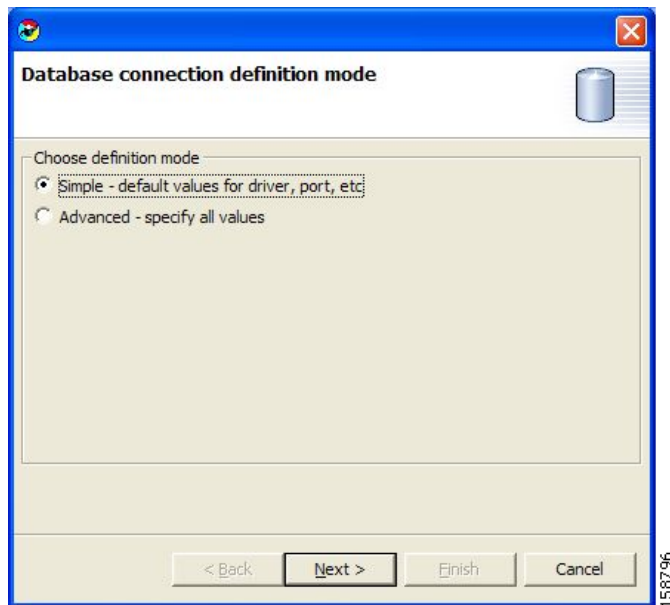 Database connection definition mode
Choose definition mode
Simple - default values for driver, port, etc
Advanced - specify all values
< Back
Next >
Finish
Cancel
158796